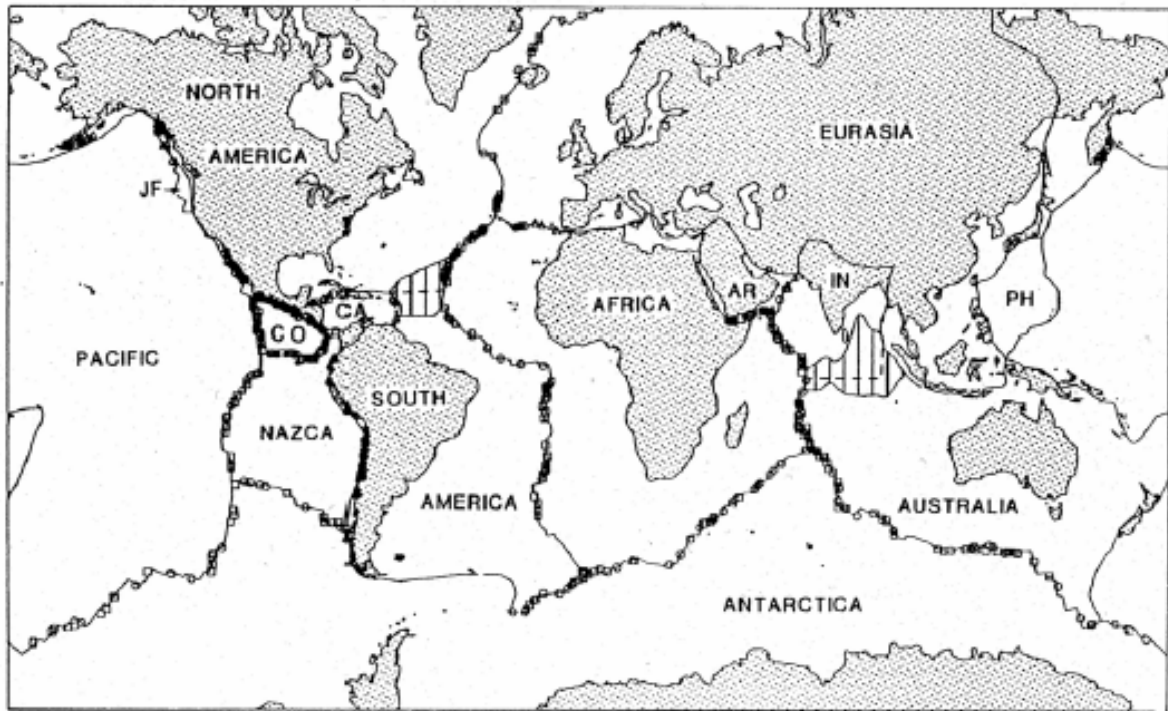 NORTH
AMERICA
EURASIA
JF
CO
CA
AFRICA
AR
IN
PH
PACIFIC
NAZCA
SOUTH
AMERICA
AUSTRALIA
ANTARCTICA